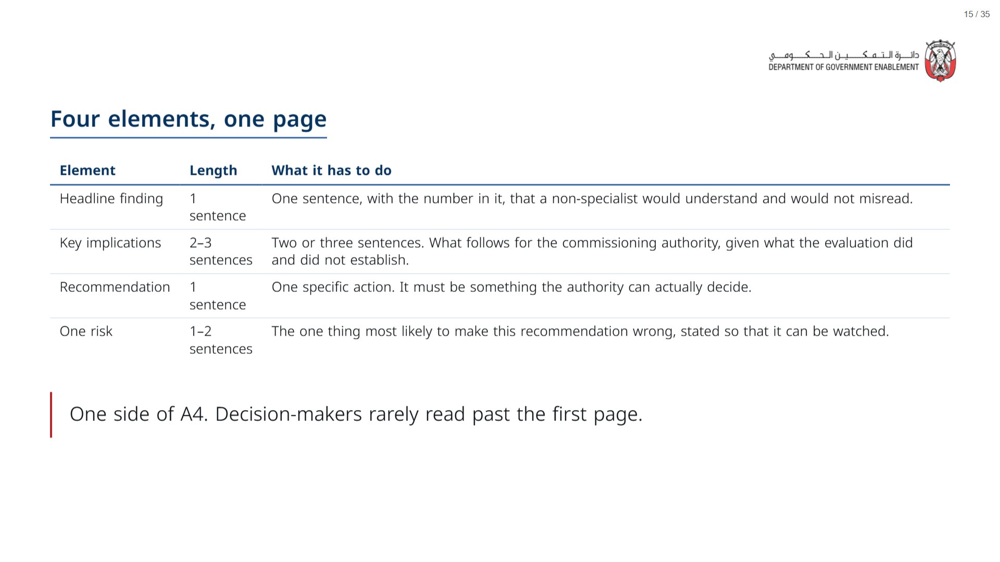 15 / 35
دائرة التمكين الحكومي
DEPARTMENT OF GOVERNMENT ENABLEMENT
Four elements, one page
Element Length What it has to do
Headline finding 1 sentence One sentence, with the number in it, that a non-specialist would understand and would not misread.
Key implications 2–3 sentences Two or three sentences. What follows for the commissioning authority, given what the evaluation did
and did not establish.
Recommendation 1 sentence One specific action. It must be something the authority can actually decide.
One risk 1–2 sentences The one thing most likely to make this recommendation wrong, stated so that it can be watched.
One side of A4. Decision-makers rarely read past the first page.